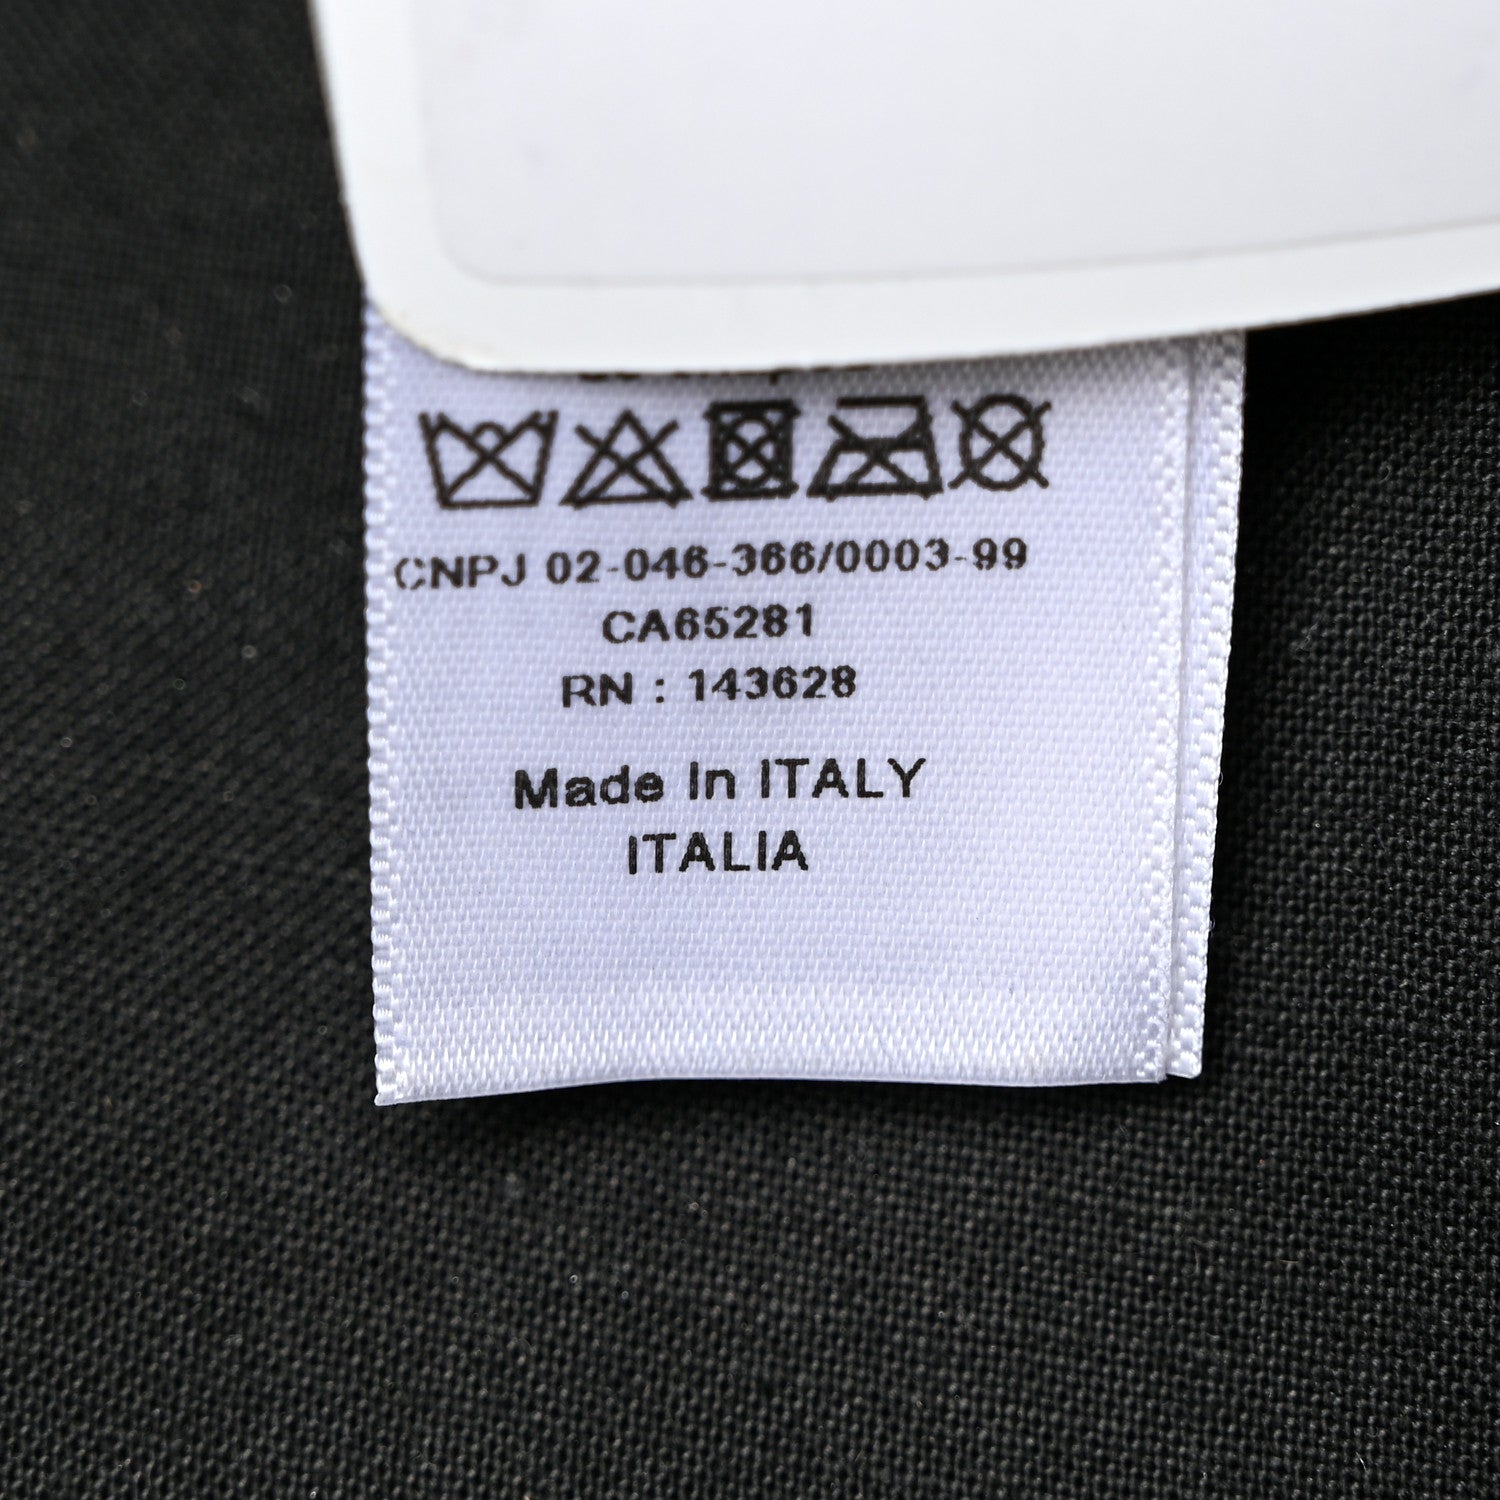 CNPJ 02-046-366/0003-99
CA65281
RN : 143628
Made In ITALY
ITALIA